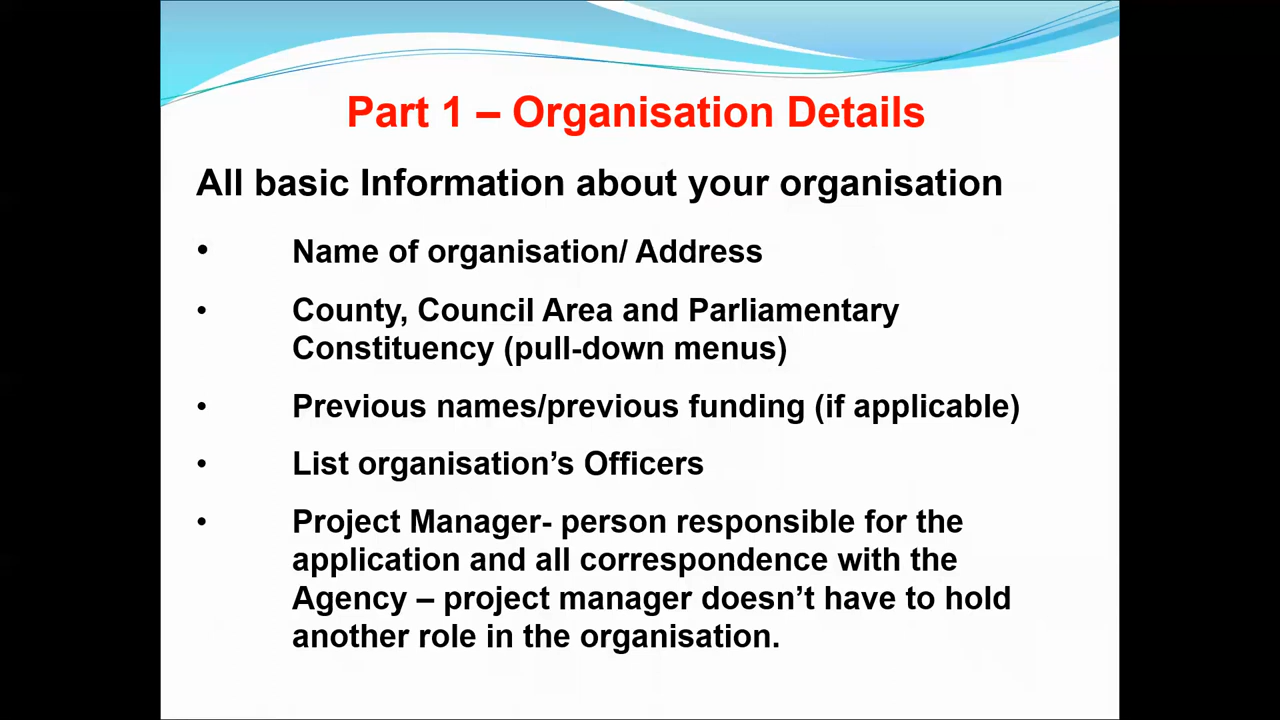 Part 1 – Organisation Details
All basic Information about your organisation
• Name of organisation/ Address
• County, Council Area and Parliamentary
Constituency (pull-down menus)
• Previous names/previous funding (if applicable)
• List organisation’s Officers
• Project Manager- person responsible for the
application and all correspondence with the
Agency – project manager doesn’t have to hold
another role in the organisation.